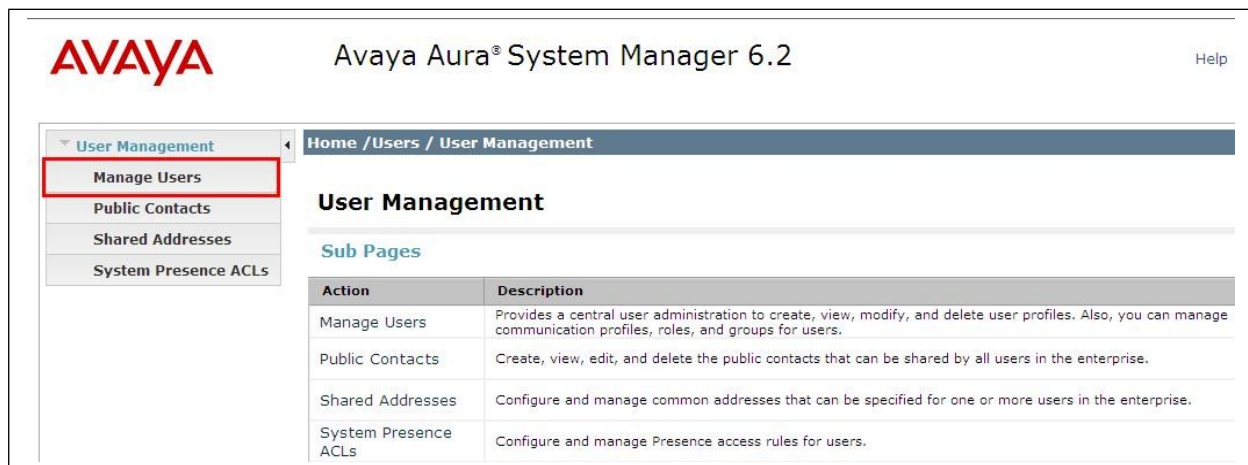 AVAYA
Avaya Aura® System Manager 6.2
Help
User Management
Manage Users
Public Contacts
Shared Addresses
System Presence ACLs
Home /Users / User Management
User Management
Sub Pages
Action Description
Manage Users Provides a central user administration to create, view, modify, and delete user profiles. Also, you can manage
communication profiles, roles, and groups for users.
Public Contacts Create, view, edit, and delete the public contacts that can be shared by all users in the enterprise.
Shared Addresses Configure and manage common addresses that can be specified for one or more users in the enterprise.
System Presence
ACLs Configure and manage Presence access rules for users.